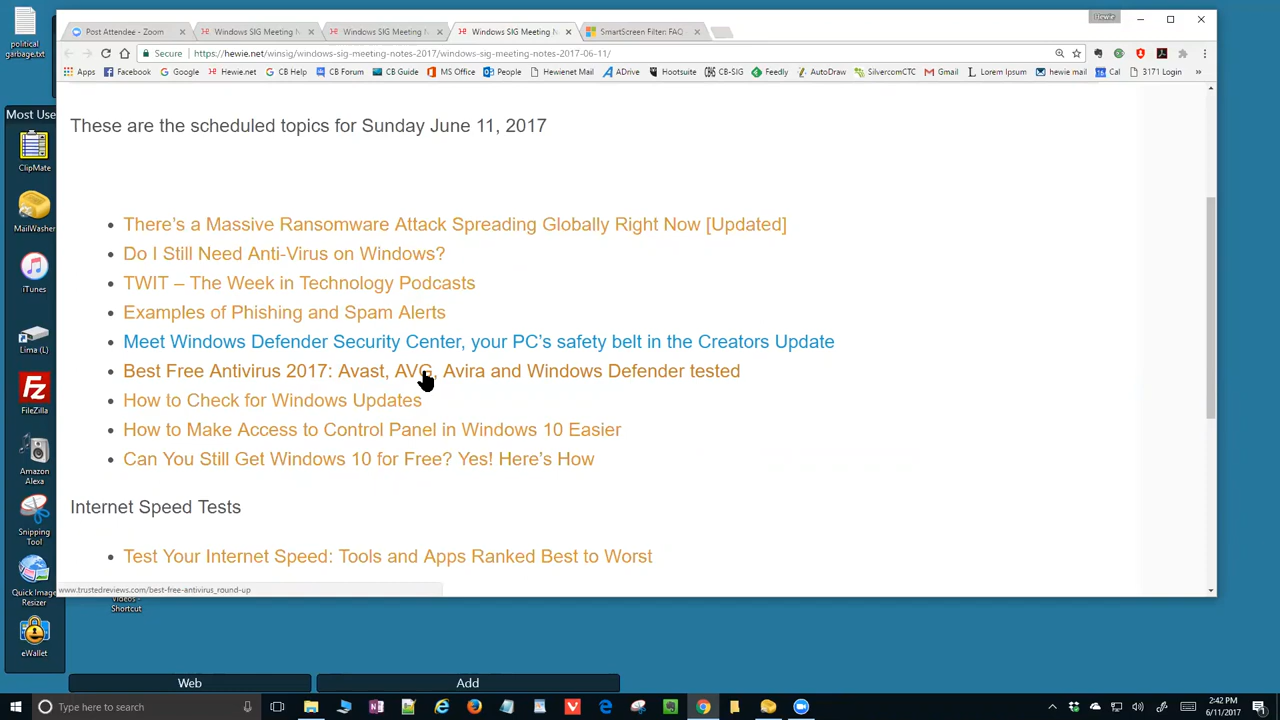 political
garbage.txt
Hewie
Post Attendee - Zoom
Windows SIG Meeting N
Windows SIG Meeting N
Windows SIG Meeting N
SmartScreen Filter: FAQ
Secure
https://hewie.net/winsig/windows-sig-meeting-notes-2017/windows-sig-meeting-notes-2017-06-11/
Apps
Facebook
Google
Hewie.net
CB Help
CB Forum
CB Guide
MS Office
People
Hewienet Mail
ADrive
Hootsuite
CB-SIG
Feedly
AutoDraw
SilvercomCTC
Gmail
Lorem Ipsum
hewie mail
16 Cal
3171 Login
Most Use
ClipMate
MailWasher
iTunes
Lima (L)
FileZilla
Amazon
Alexa
Snipping
Tool
Quick Image
Resizer
eWallet
These are the scheduled topics for Sunday June 11, 2017
There’s a Massive Ransomware Attack Spreading Globally Right Now [Updated]
Do I Still Need Anti-Virus on Windows?
TWIT – The Week in Technology Podcasts
Examples of Phishing and Spam Alerts
Meet Windows Defender Security Center, your PC’s safety belt in the Creators Update
Best Free Antivirus 2017: Avast, AVG, Avira and Windows Defender tested
How to Check for Windows Updates
How to Make Access to Control Panel in Windows 10 Easier
Can You Still Get Windows 10 for Free? Yes! Here’s How
Internet Speed Tests
Test Your Internet Speed: Tools and Apps Ranked Best to Worst
www.trustedreviews.com/best-free-antivirus_round-up
Videos -
Shortcut
Web
Add
Type here to search
2:42 PM
6/11/2017